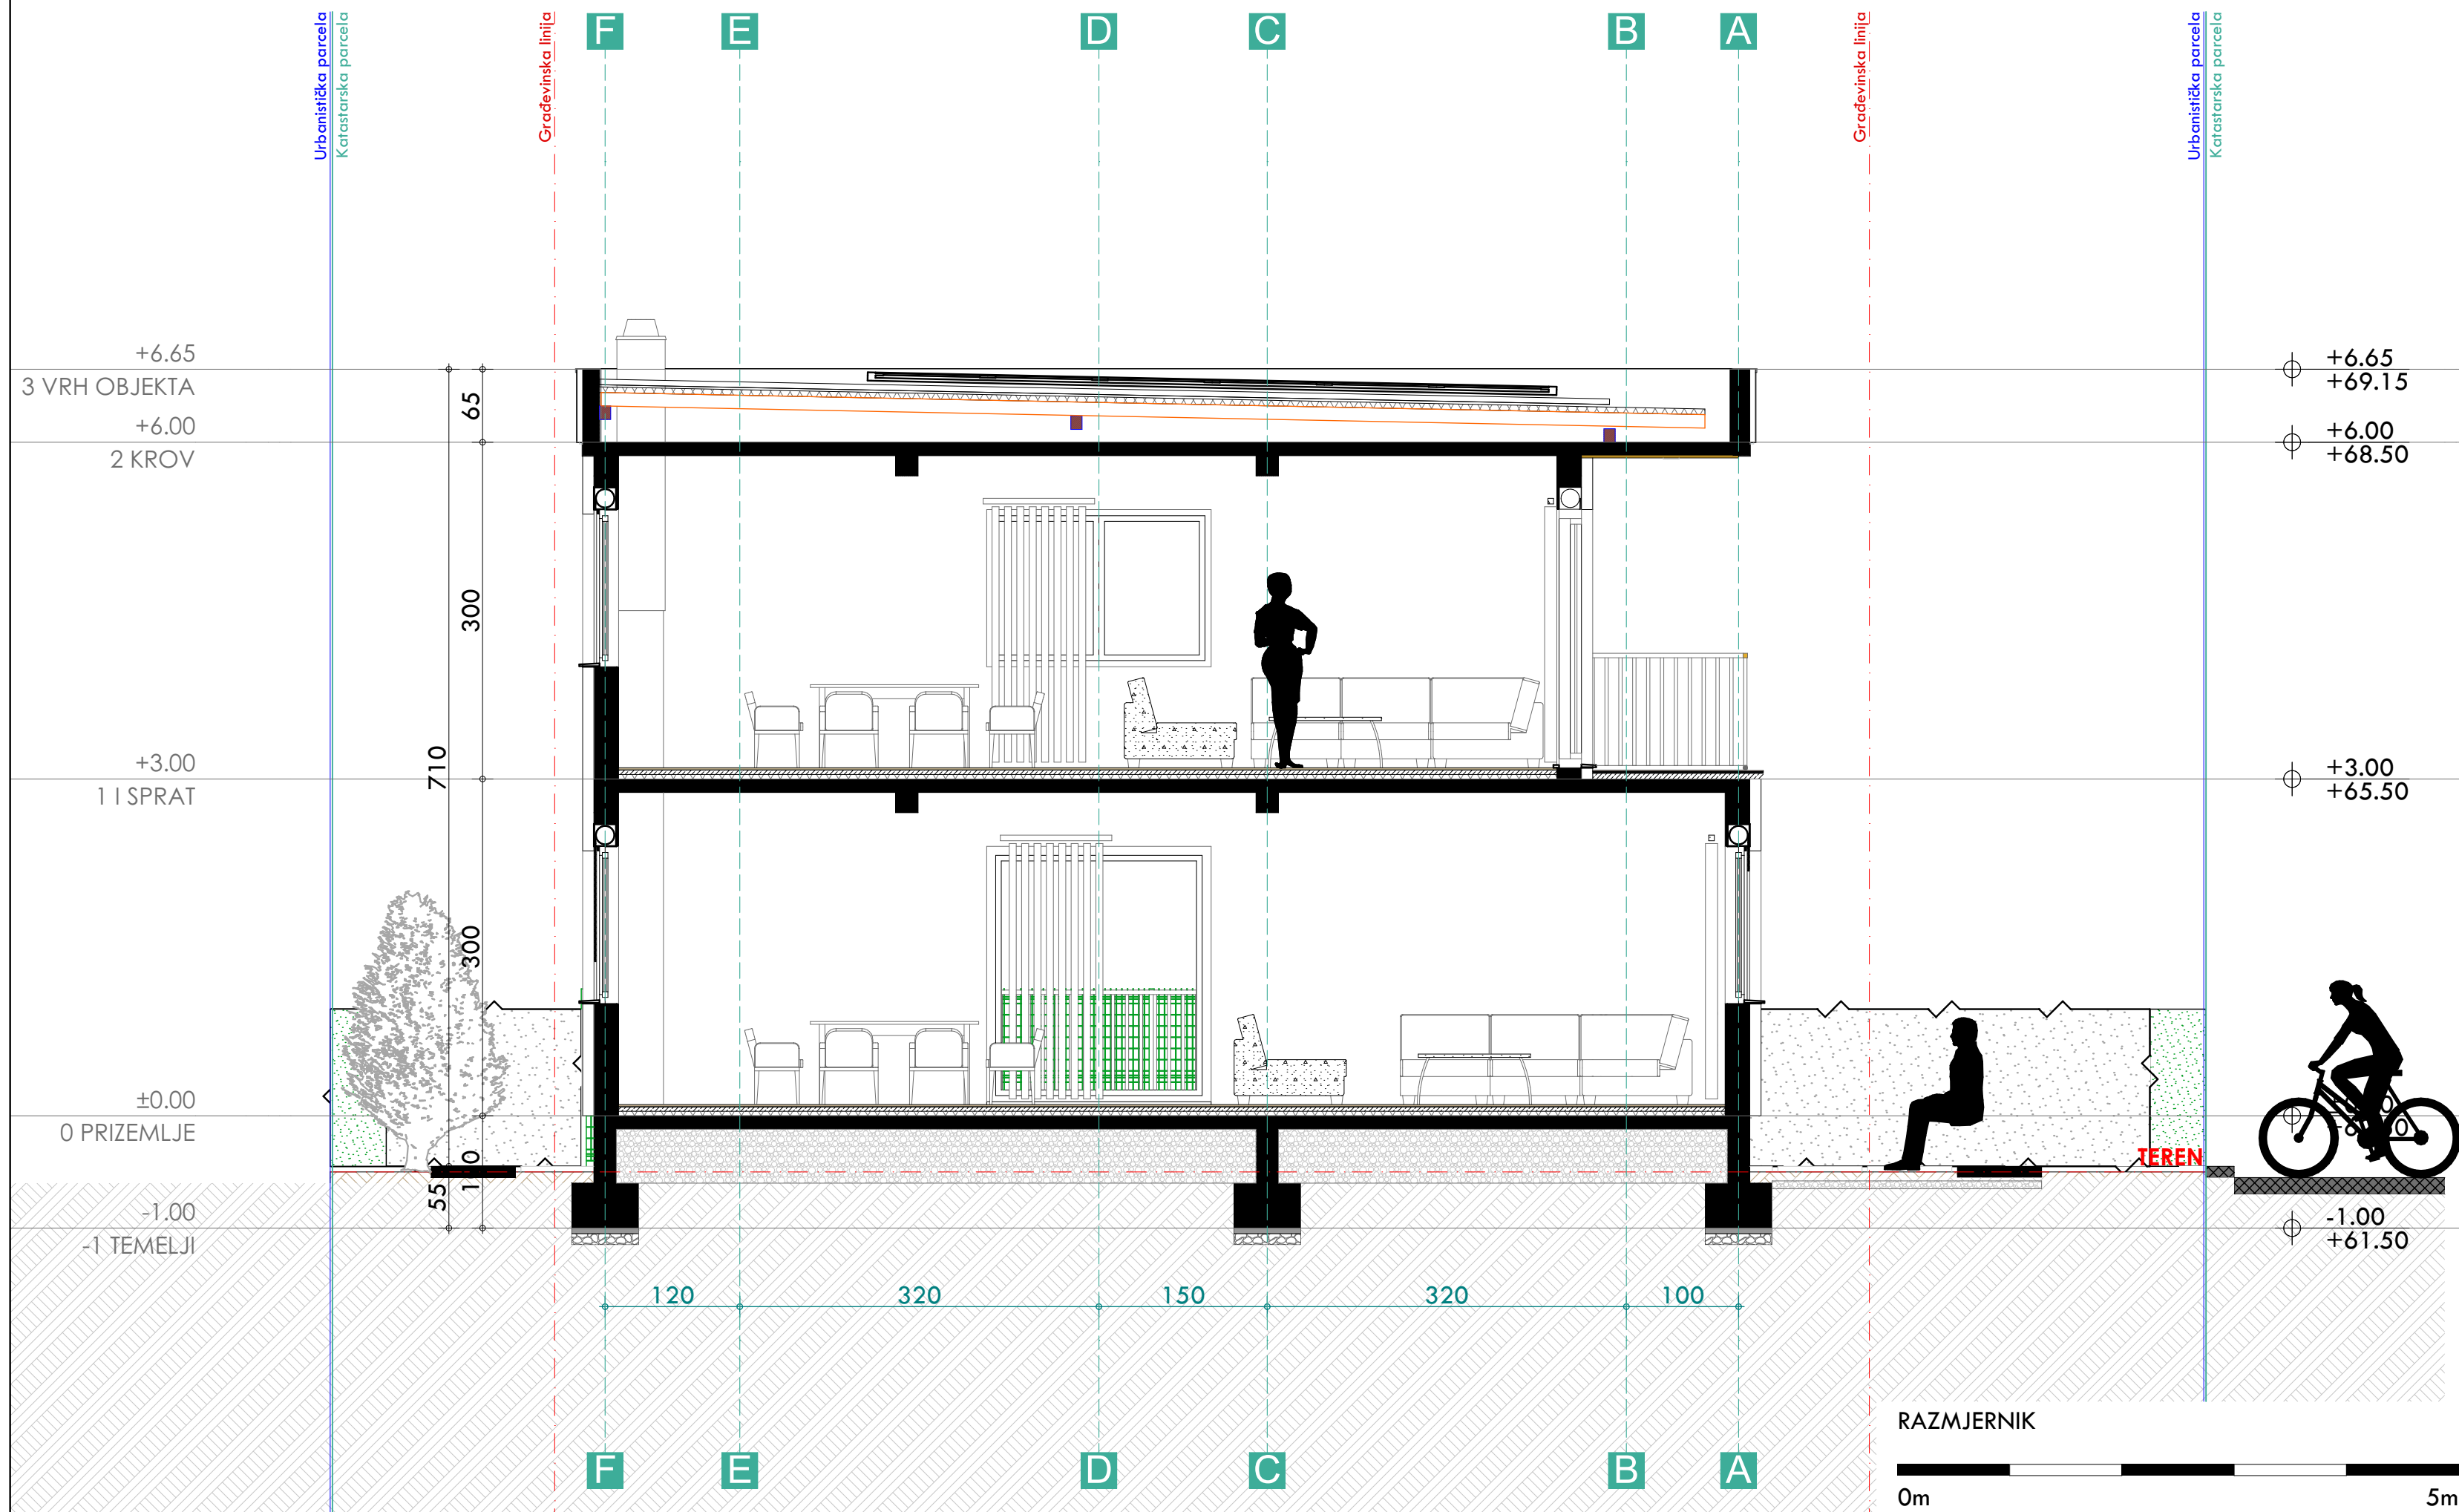 Urbanistička parcela
Katastarska parcela
Građevinska linija
F
E
D
C
B
A
Građevinska linija
Urbanistička parcela
Katastarska parcela
+6.65
3 VRH OBJEKTA
+6.00
2 KROV
+3.00
1 I SPRAT
±0.00
0 PRIZEMLJE
-1.00
-1 TEMELJI
65
300
710
300
55
+6.65
+69.15
+6.00
+68.50
+3.00
+65.50
TEREN
-1.00
+61.50
120
320
150
320
100
F
E
D
C
B
A
RAZMJERNIK
0m
5m